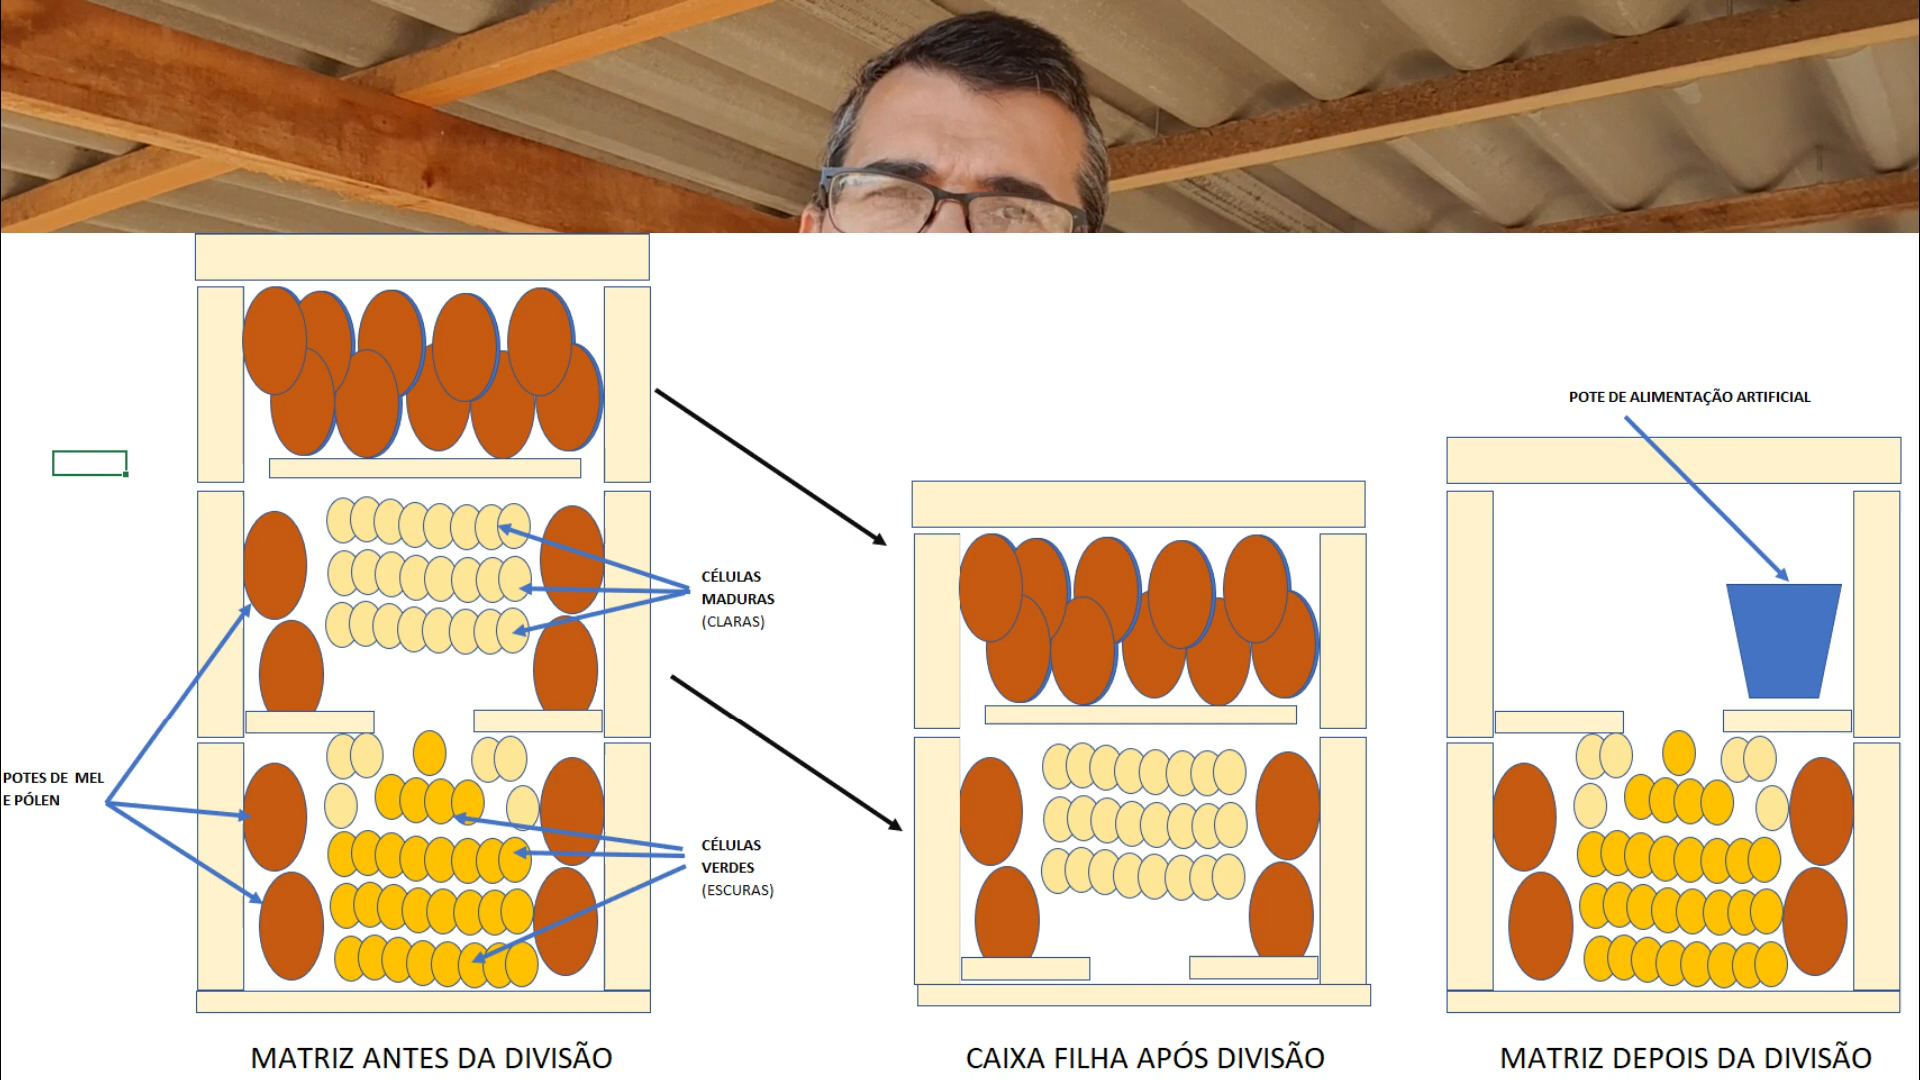 POTE DE ALIMENTAÇÃO ARTIFICIAL
CÉLULAS
MADURAS
(CLARAS)
POTES DE MEL
E PÓLEN
CÉLULAS
VERDES
(ESCURAS)
MATRIZ ANTES DA DIVISÃO
CAIXA FILHA APÓS DIVISÃO
MATRIZ DEPOIS DA DIVISÃO